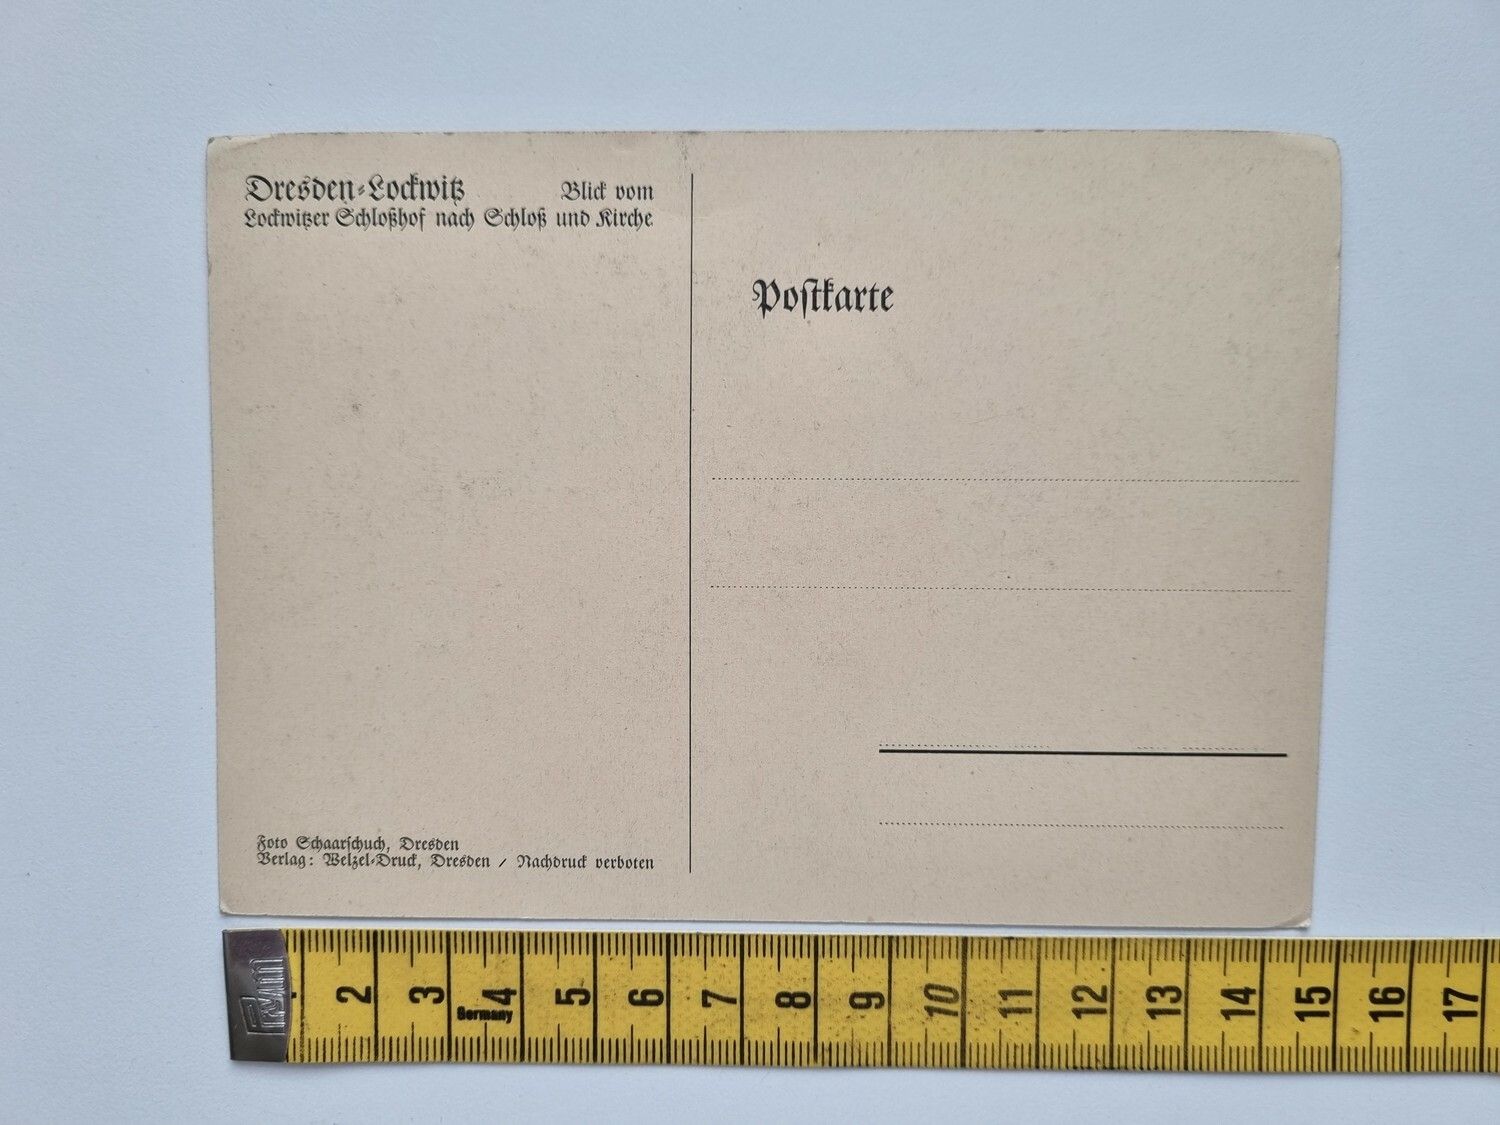 Dresden-Lockwitz Blick vom
Lockwitzer Schloßhof nach Schloß und Kirche
Postkarte
Foto Schaarschuch, Dresden
Verlag: Welzel-Druck, Dresden / Nachdruck verboten
2 3 4 5 6 7 8 9 10 11 12 13 14 15 16 17
Germany